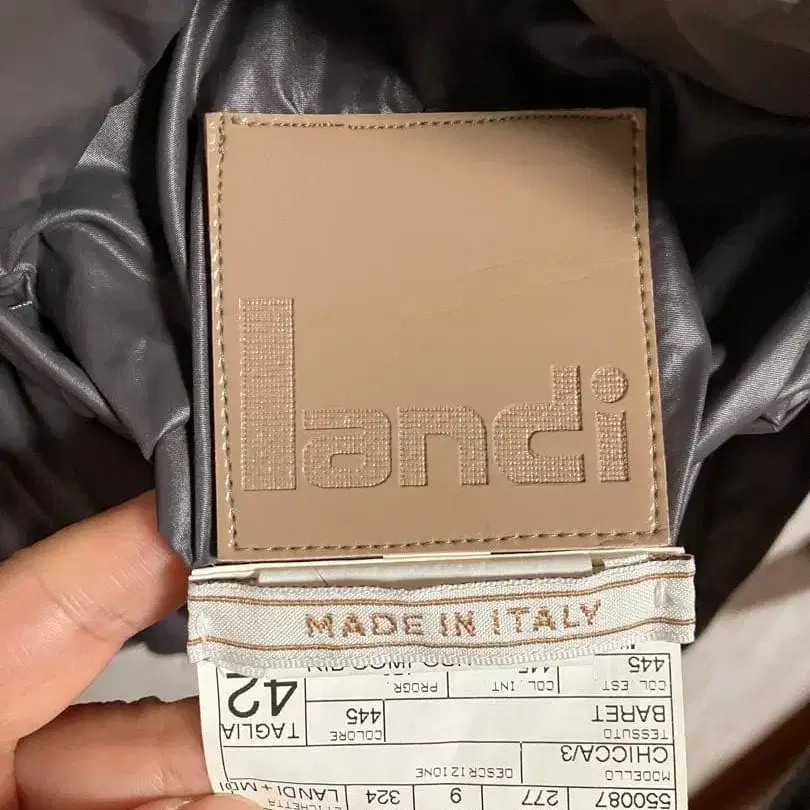 landi
MADE IN ITALY
ETICHETTA
550087 277 9 324 LANDI +
MODELLO DESCRIZIONE
CHICCA/3
TESSUTO COLORE TAGLIA
BARET 445 42
COL. EST COL. INT PROGR.
445 445